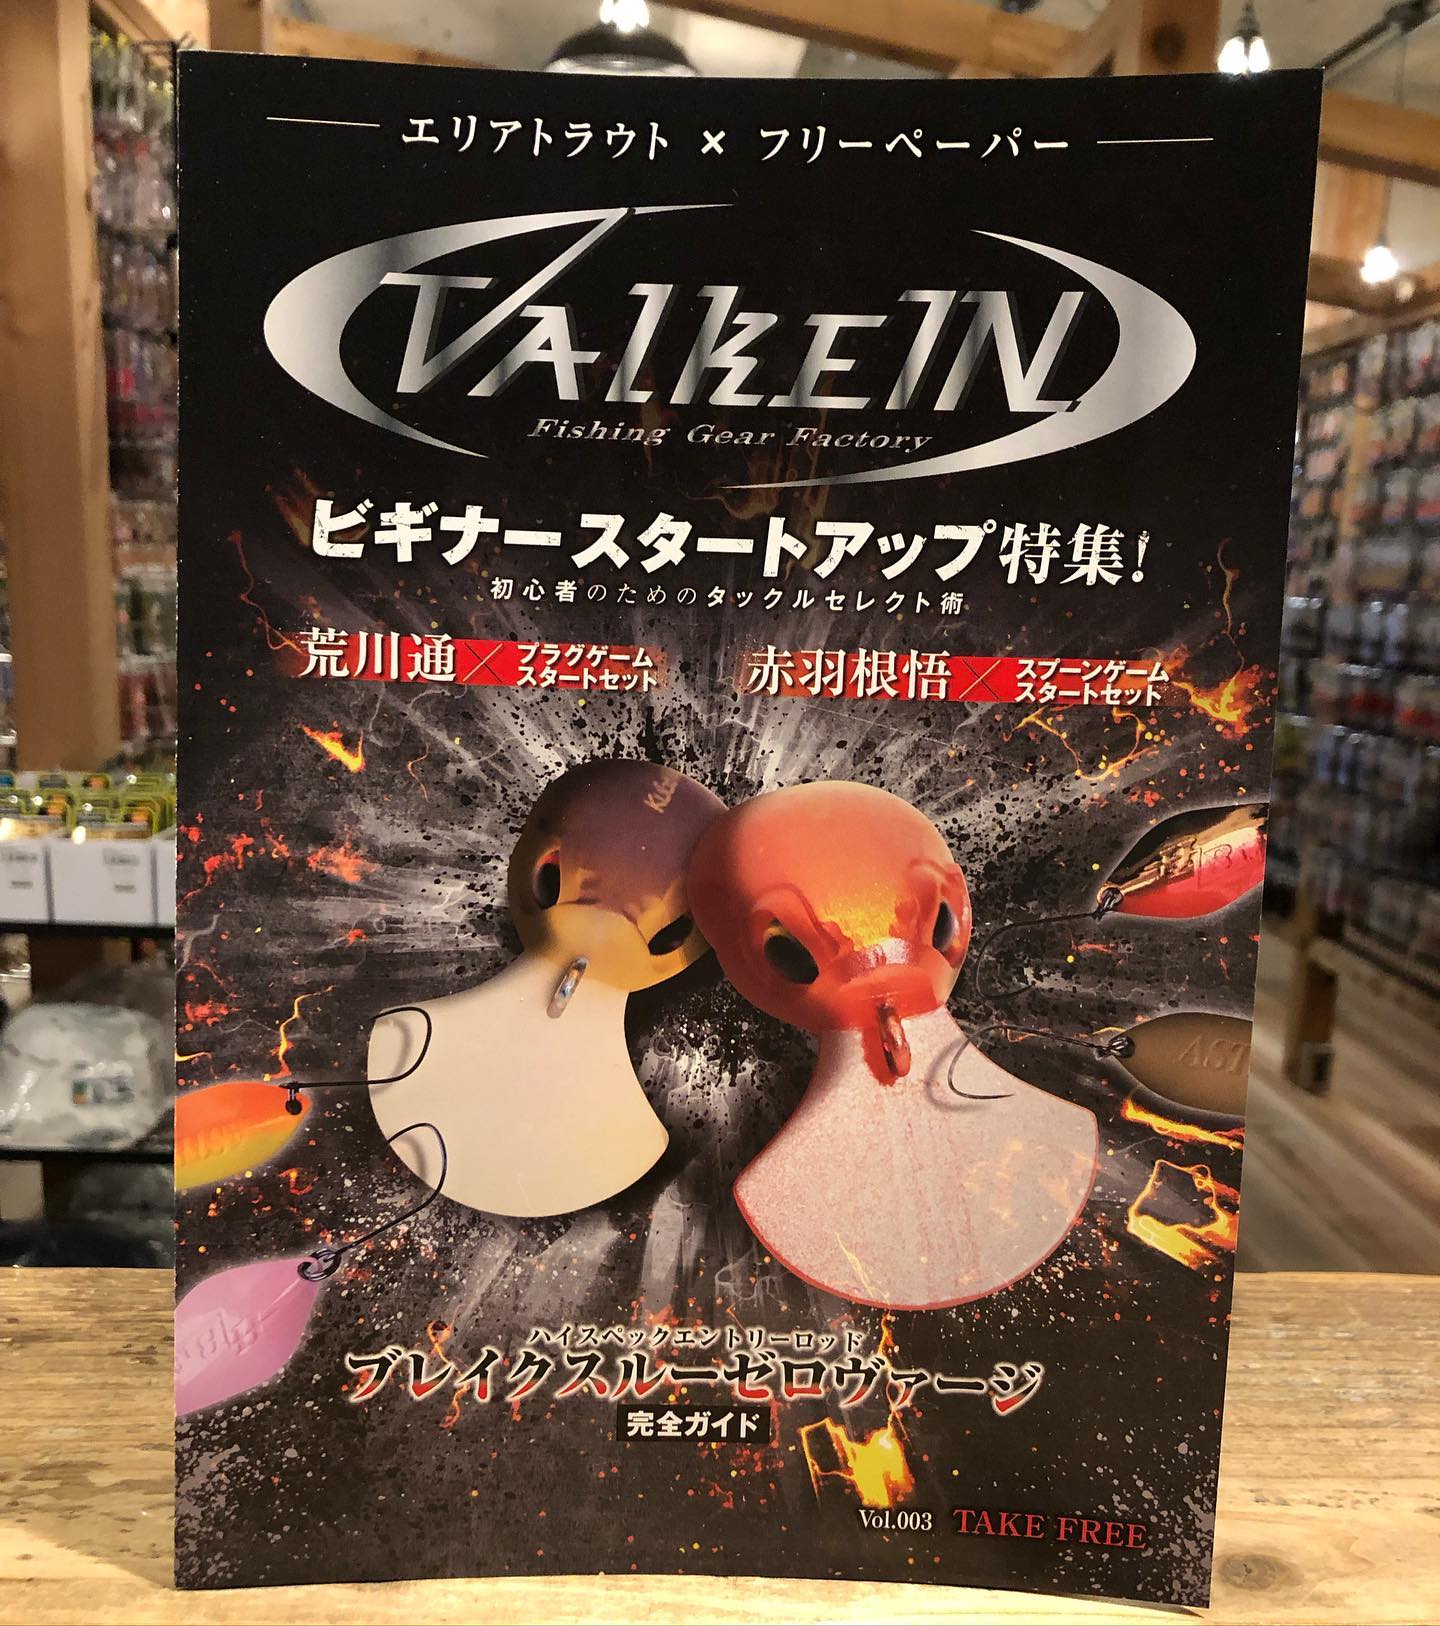 エリアトラウト × フリーペーパー
VALKEIN
Fishing Gear Factory
ビギナースタートアップ特集!
初心者のためのタックルセレクト術
荒川通×プラグゲーム
スタートセット
赤羽根悟×スプーンゲーム
スタートセット
ハイスペックエントリーロッド
ブレイクスルーゼロヴァージ
完全ガイド
Vol.003 TAKE FREE